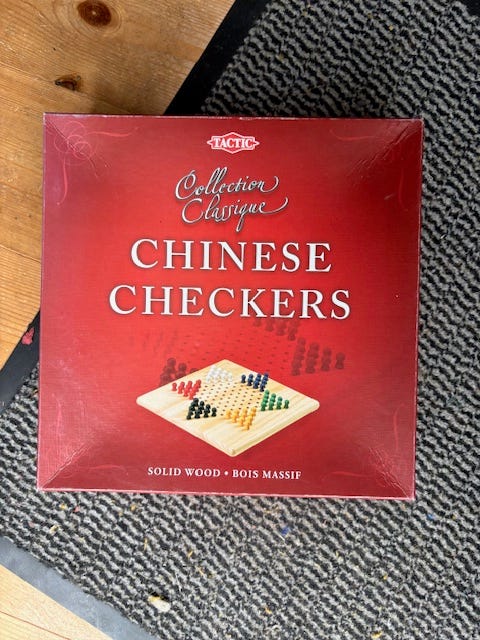 TACTIC
Collection
Classique
CHINESE
CHECKERS
SOLID WOOD • BOIS MASSIF